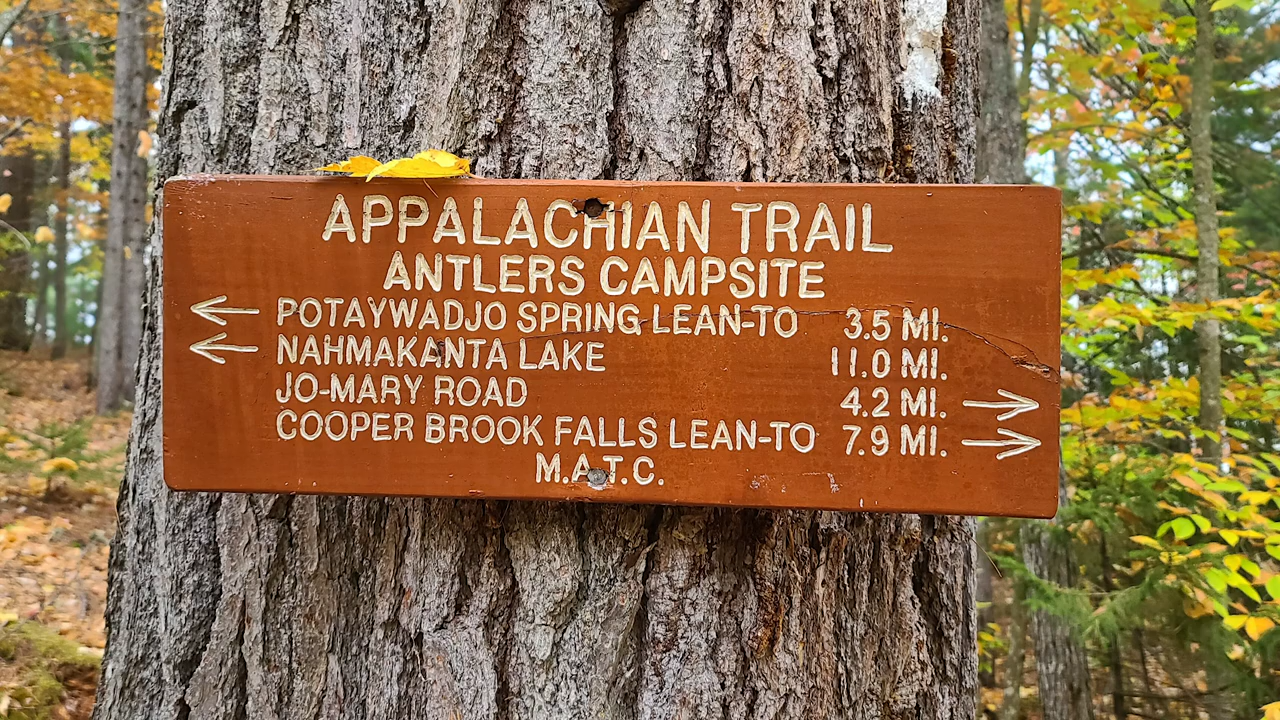 APPALACHIAN TRAIL
ANTLERS CAMPSITE
← POTAYWADJO SPRING LEAN-TO 3.5 MI.
← NAHMAKANTA LAKE 11.0 MI.
JO-MARY ROAD 4.2 MI. →
COOPER BROOK FALLS LEAN-TO 7.9 MI. →
M.A.T.C.